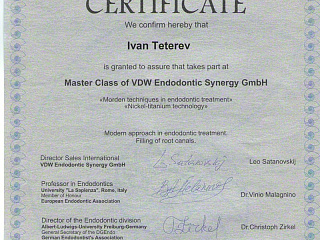 CERTIFICATE
We confirm hereby that
Ivan Teterev
is granted to assure that takes part at
Master Class of VDW Endodontic Synergy GmbH
«Morden techniques in endodontic treatment»
«Nickel-titanium technology»
Modern approach in endodontic treatment.
Filling of root canals.
Director Sales International
VDW Endodontic Synergy GmbH
Leo Satanovskij
Professor in Endodontics
University "La Sapienza", Rome, Italy
Member of Honour
European Endodontic Association
Dr.Vinio Malagnino
Director of the Endodontic division
Albert-Ludwigs-University Freiburg-Germany
General Secretary of the DGEndo
German Endodontist's Association
Dr.Christoph Zirkel